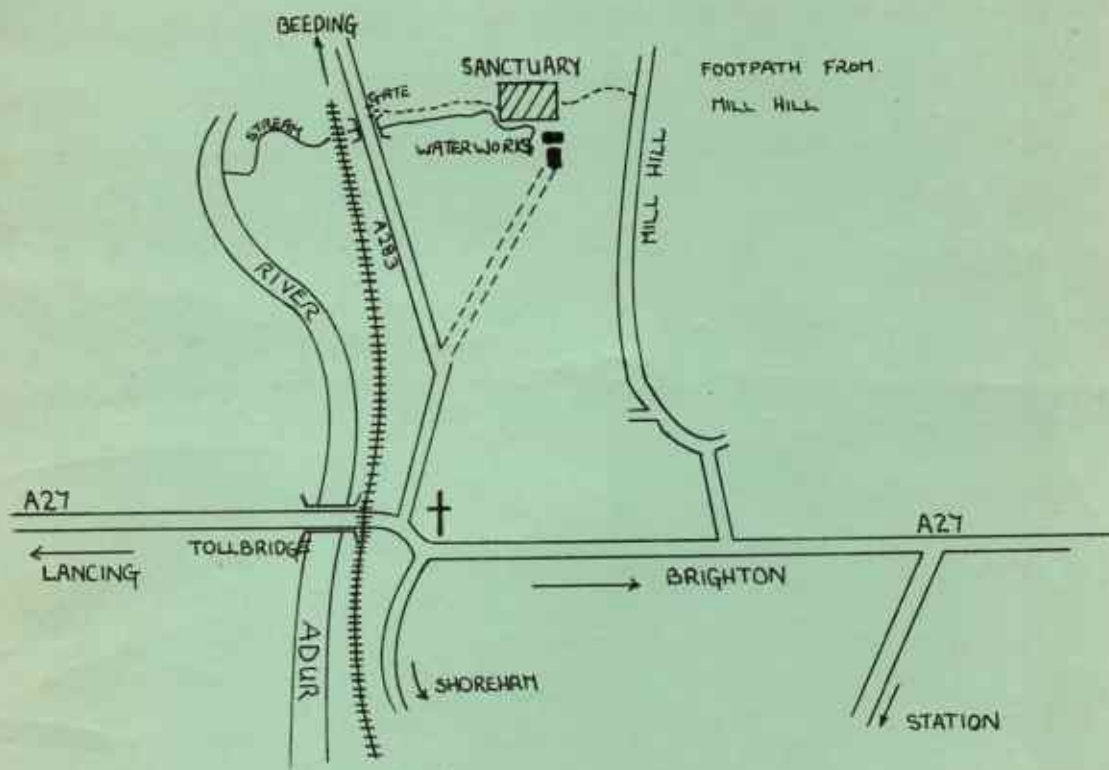 BEEDING
SANCTUARY
FOOTPATH FROM
MILL HILL
GATE
STREAM
WATERWORKS
MILL HILL
A283
RIVER
A27
A27
TOLLBRIDGE
LANCING
BRIGHTON
ADUR
SHOREHAM
STATION